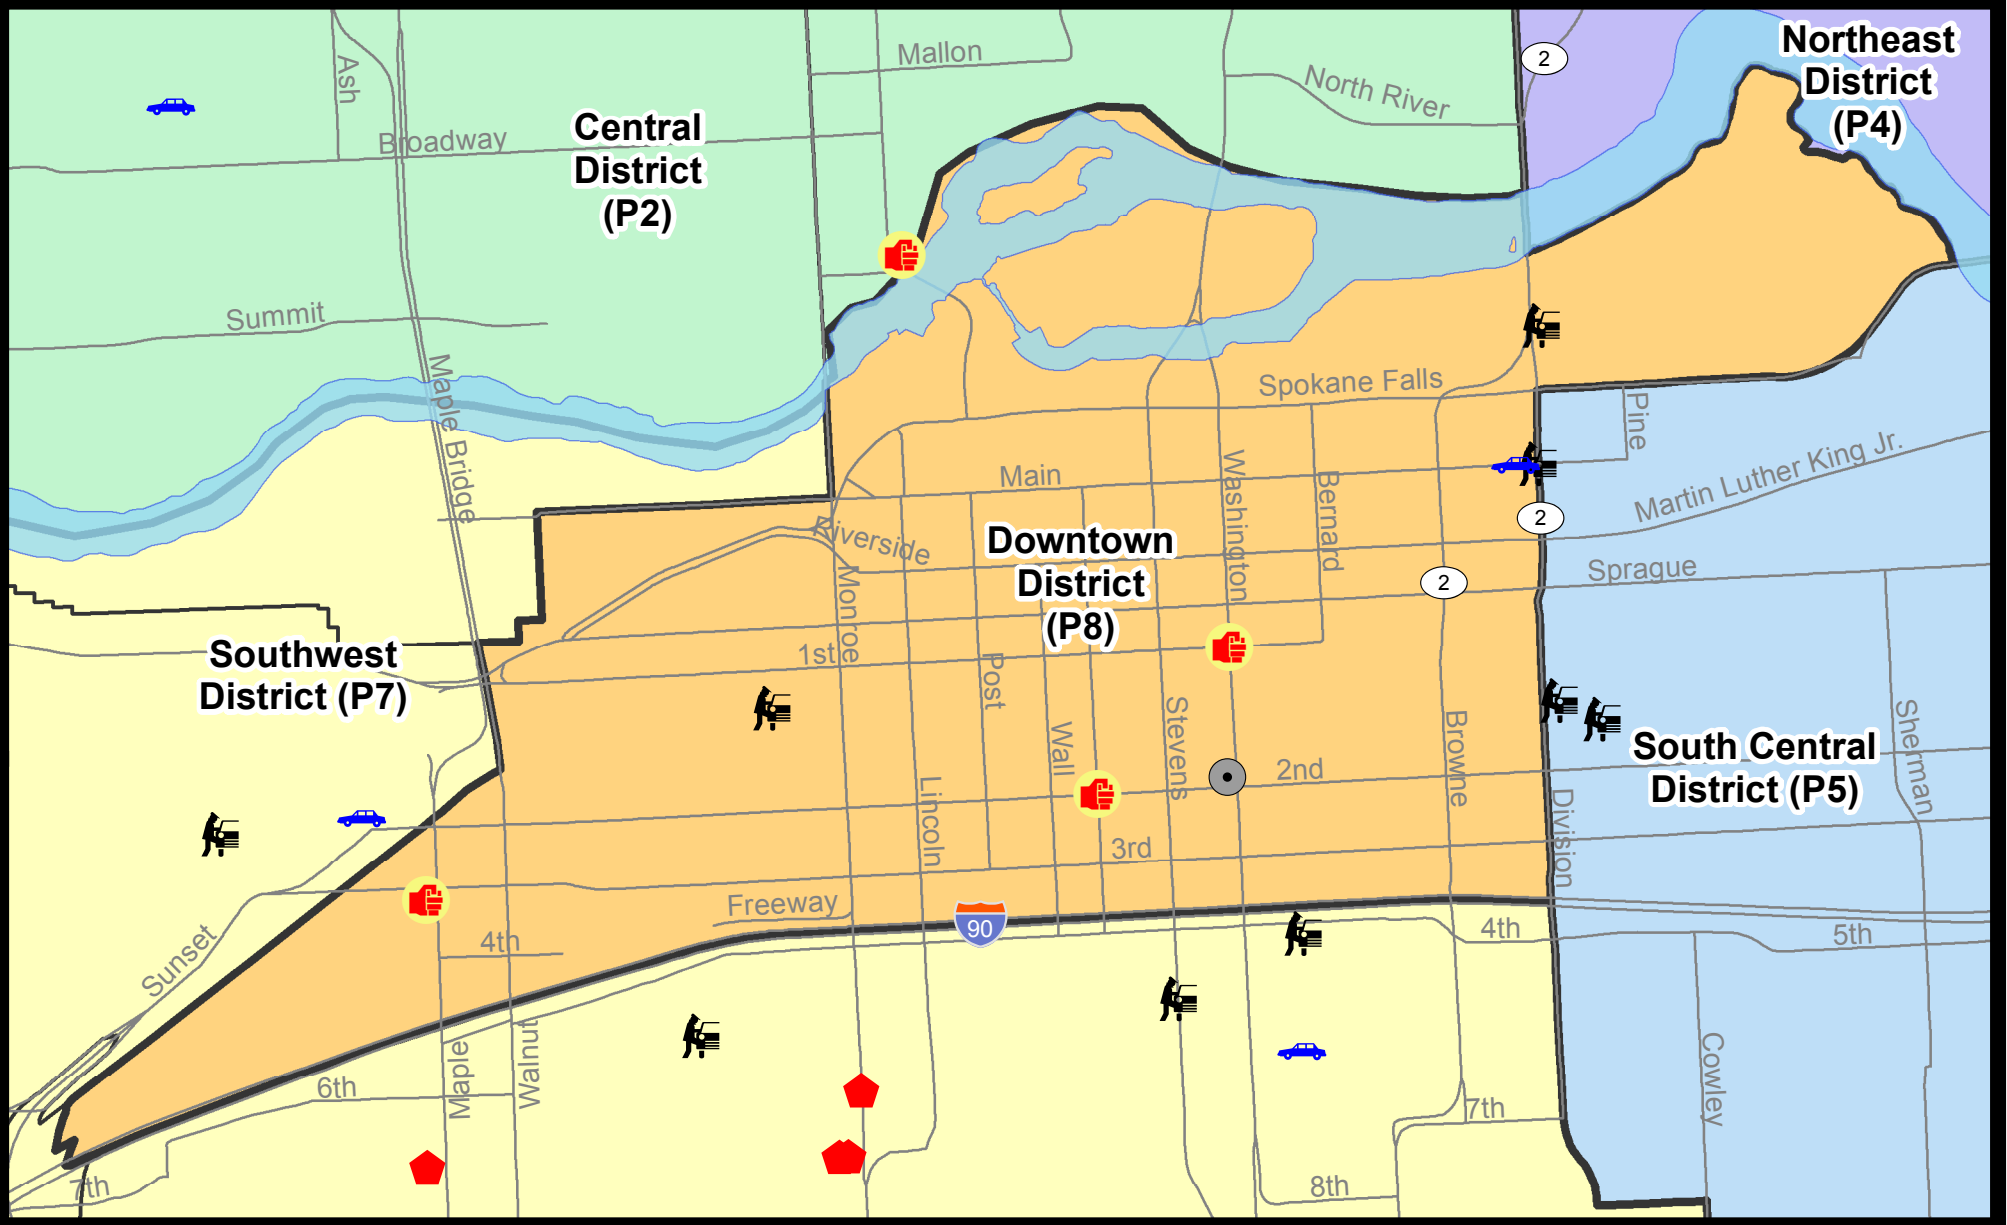 Mallon
North River
2
Northeast
District
(P4)
Ash
Broadway
Central
District
(P2)
Summit
Maple Bridge
Spokane Falls
Pine
Main
Washington
Bernard
Martin Luther King Jr.
2
Riverside
Downtown
District
(P8)
2
Sprague
Monroe
1st
Southwest
District (P7)
Post
Wall
Stevens
Browne
2nd
South Central
District (P5)
Sherman
Lincoln
3rd
Division
Freeway
90
Sunset
4th
4th
5th
Maple
Walnut
6th
Cowley
7th
7th
8th